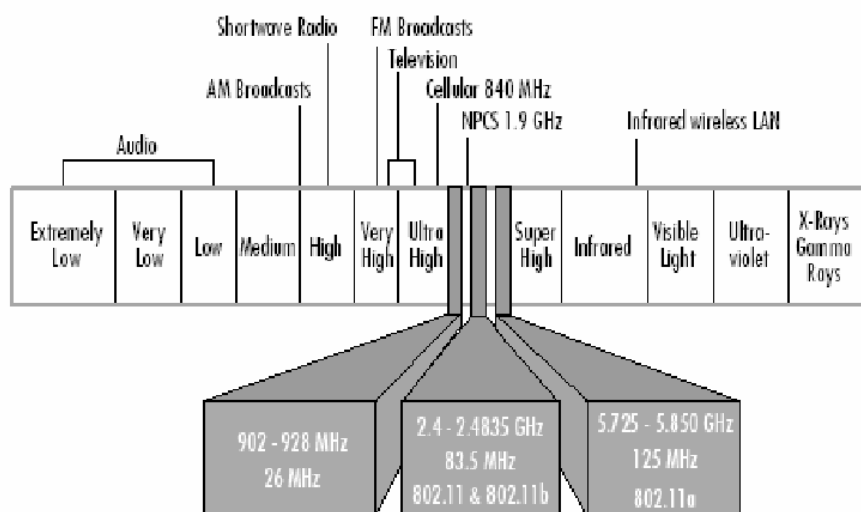 Shortwave Radio
FM Broadcasts
Television
AM Broadcasts
Cellular 840 MHz
NPCS 1.9 GHz
Infrared wireless LAN
Audio
Extremely
Low
Very
Low
Low
Medium
High
Very
High
Ultra
High
Super
High
Infrared
Visible
Light
Ultra-
violet
X-Rays
Gamma
Rays
902 - 928 MHz
26 MHz
2.4 - 2.4835 GHz
83.5 MHz
802.11 & 802.11b
5.725 - 5.850 GHz
125 MHz
802.11a